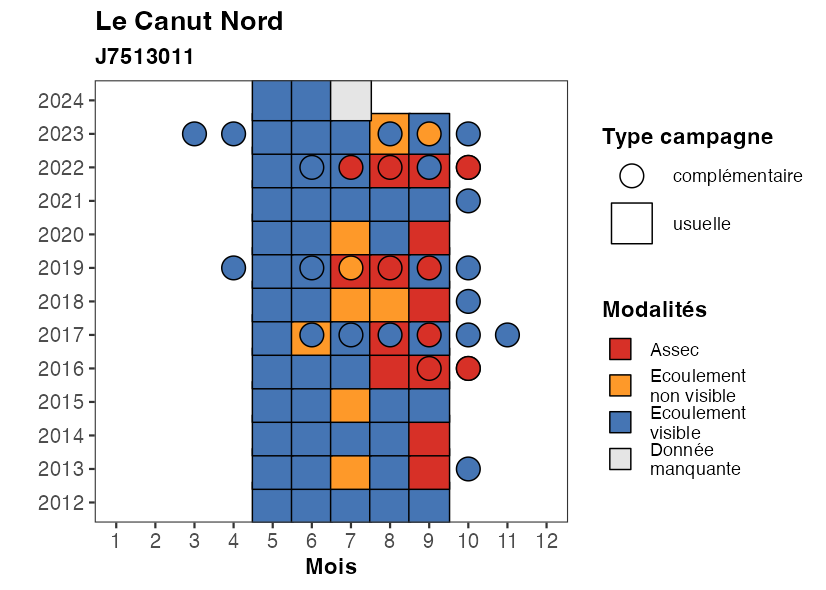 Le Canut Nord
J7513011
2024
2023
2022
2021
2020
2019
2018
2017
2016
2015
2014
2013
2012
1 2 3 4 5 6 7 8 9 10 11 12
Mois
Type campagne
complémentaire
usuelle
Modalités
Assec
Ecoulement
non visible
Ecoulement
visible
Donnée
manquante